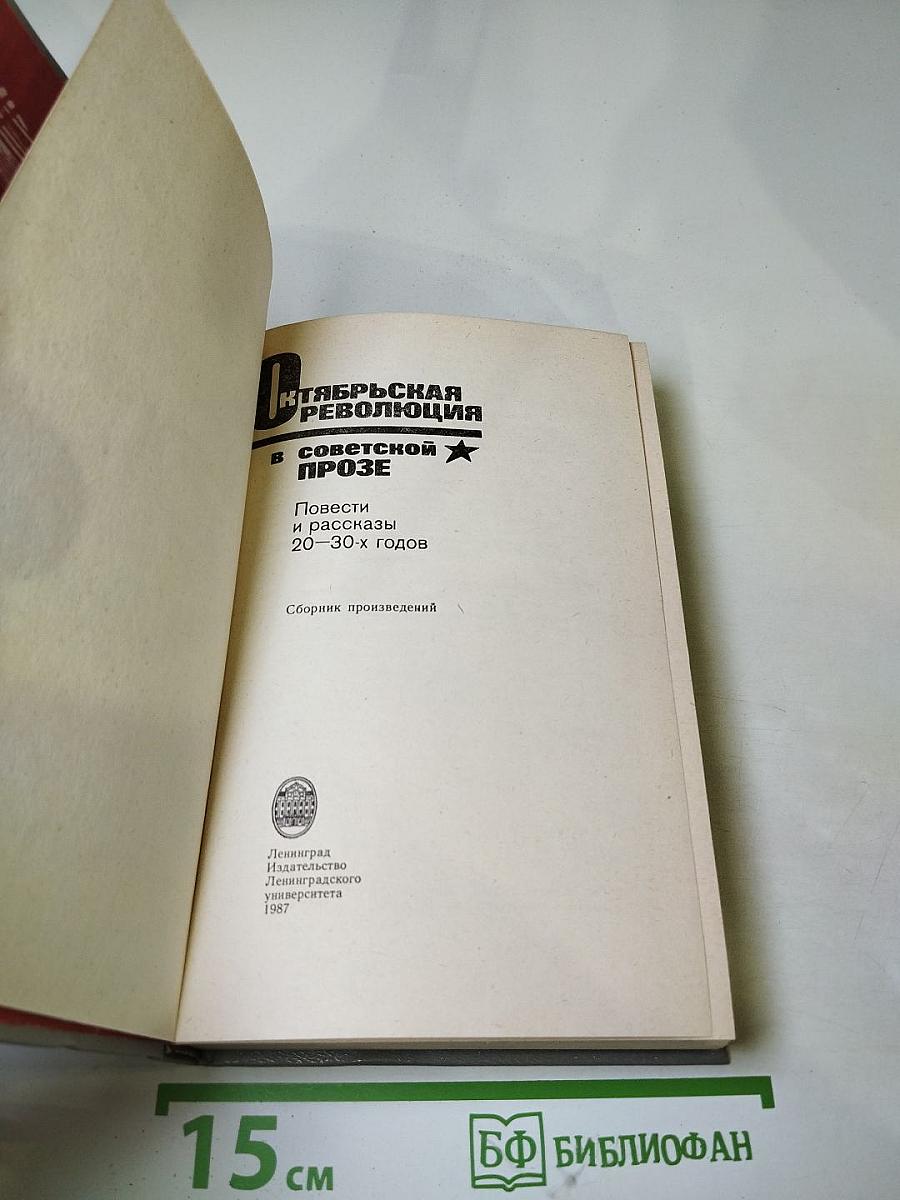 Октябрьская
революция
в советской
прозе
Повести
и рассказы
20—30-х годов
Сборник произведений
Ленинград
Издательство
Ленинградского
университета
1987
15 см
БФ БИБЛИОФАН